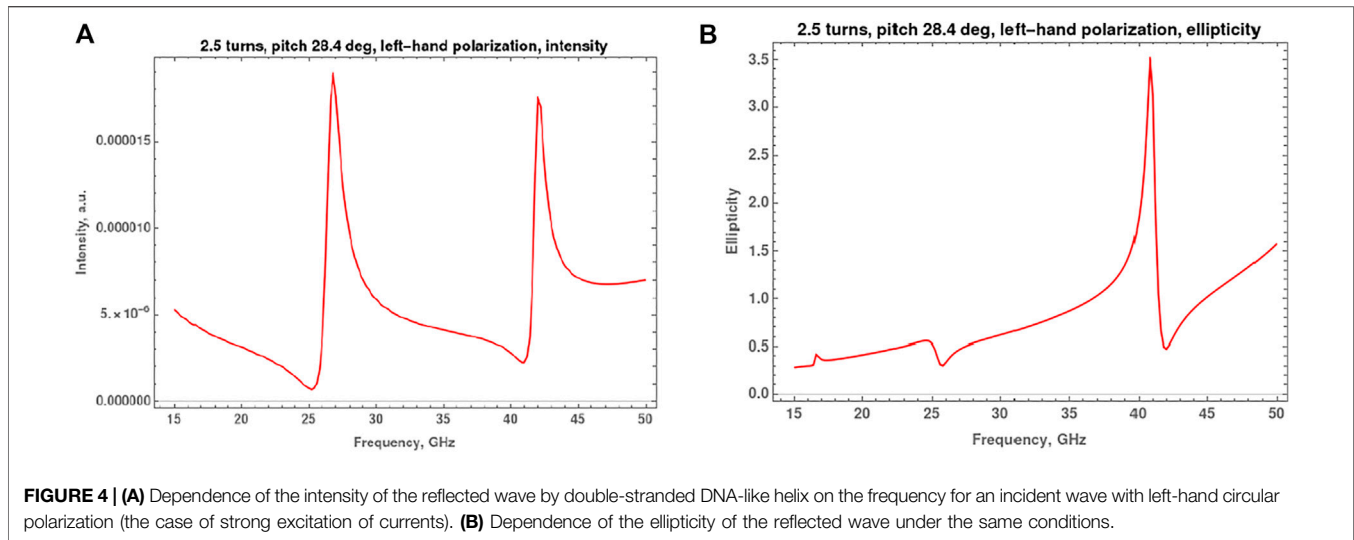 A
2.5 turns, pitch 28.4 deg, left-hand polarization, intensity
0.000015
0.000010
5. × 10⁻⁶
0.000000
Intensity, a.u.
15 20 25 30 35 40 45 50
Frequency, GHz
B
2.5 turns, pitch 28.4 deg, left-hand polarization, ellipticity
3.5
3.0
2.5
2.0
1.5
1.0
0.5
0.0
Ellipticity
15 20 25 30 35 40 45 50
Frequency, GHz
FIGURE 4 | (A) Dependence of the intensity of the reflected wave by double-stranded DNA-like helix on the frequency for an incident wave with left-hand circular
polarization (the case of strong excitation of currents). (B) Dependence of the ellipticity of the reflected wave under the same conditions.